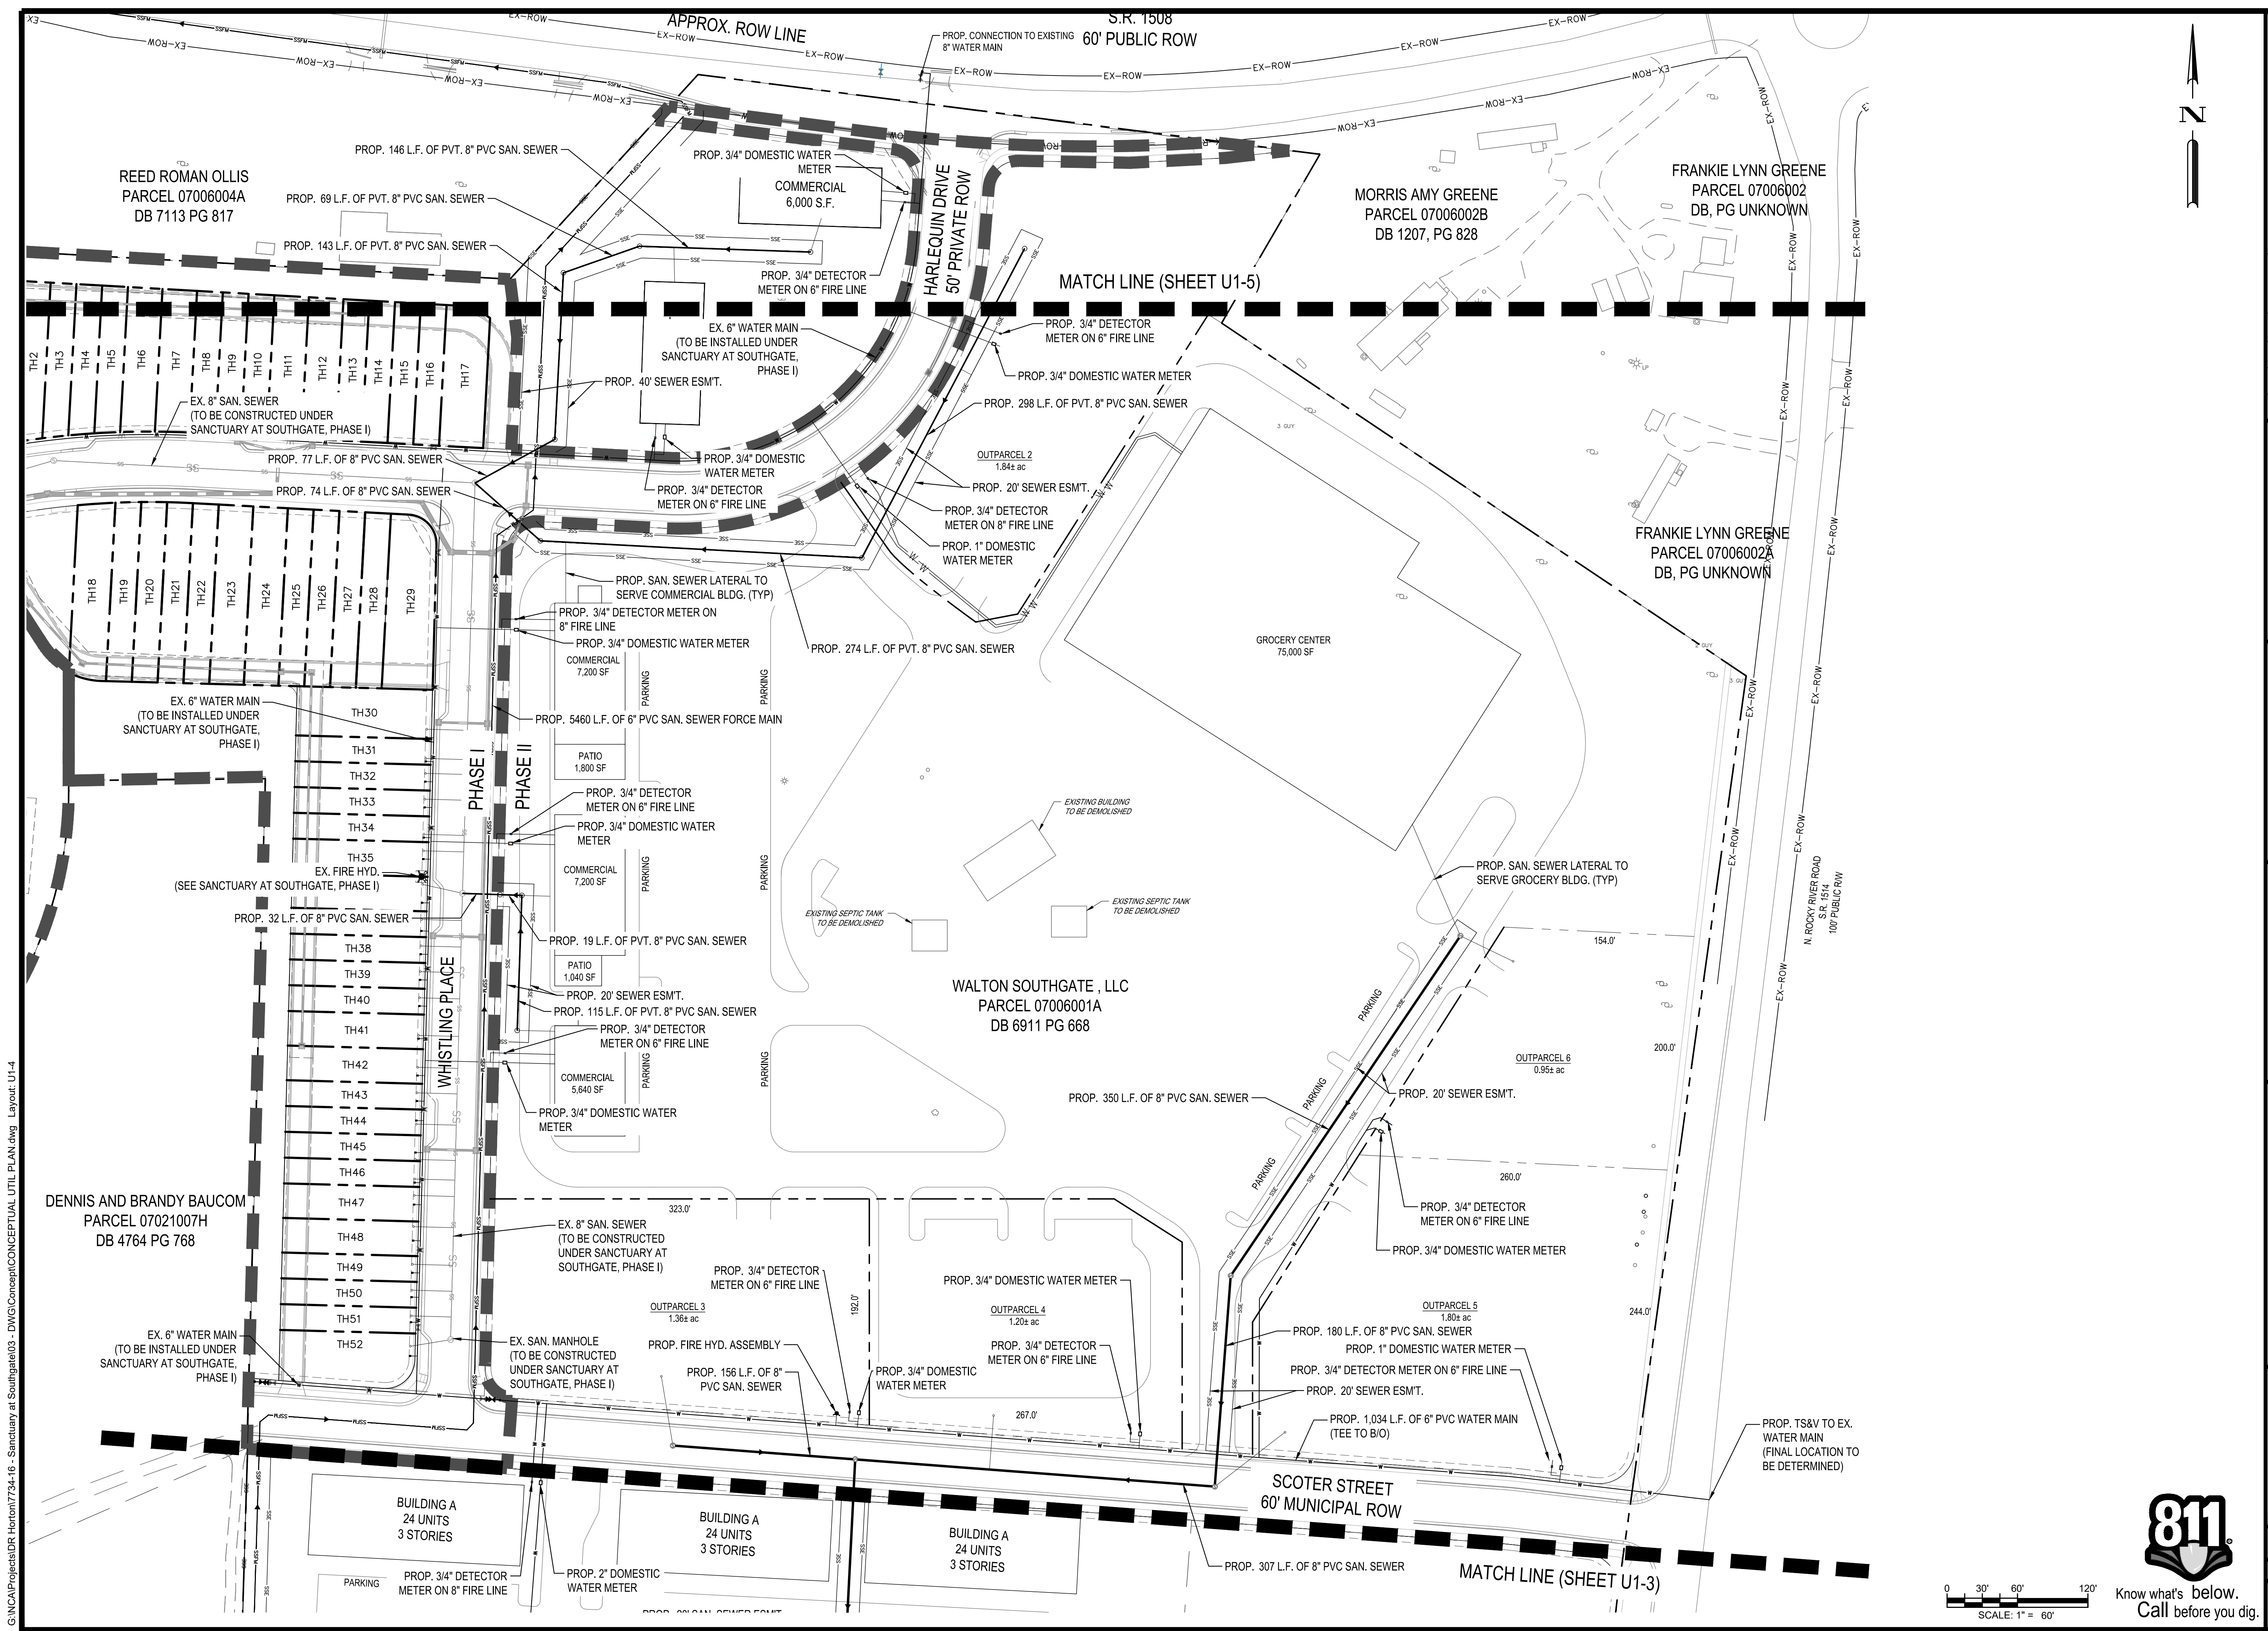 APPROX. ROW LINE
S.R. 1508
60' PUBLIC ROW
PROP. CONNECTION TO EXISTING
8" WATER MAIN
N
REED ROMAN OLLIS
PARCEL 07006004A
DB 7113 PG 817
PROP. 146 L.F. OF PVT. 8" PVC SAN. SEWER
PROP. 69 L.F. OF PVT. 8" PVC SAN. SEWER
PROP. 143 L.F. OF PVT. 8" PVC SAN. SEWER
PROP. 3/4" DOMESTIC WATER
METER
COMMERCIAL
6,000 S.F.
PROP. 3/4" DETECTOR
METER ON 6" FIRE LINE
HARLEQUIN DRIVE
50' PRIVATE ROW
MORRIS AMY GREENE
PARCEL 07006002B
DB 1207, PG 828
FRANKIE LYNN GREENE
PARCEL 07006002
DB, PG UNKNOWN
MATCH LINE (SHEET U1-5)
EX. 6" WATER MAIN
(TO BE INSTALLED UNDER
SANCTUARY AT SOUTHGATE,
PHASE I)
PROP. 3/4" DETECTOR
METER ON 6" FIRE LINE
PROP. 3/4" DOMESTIC WATER METER
PROP. 40' SEWER ESM'T.
PROP. 298 L.F. OF PVT. 8" PVC SAN. SEWER
TH2
TH3
TH4
TH5
TH6
TH7
TH8
TH9
TH10
TH11
TH12
TH13
TH14
TH15
TH16
TH17
EX. 8" SAN. SEWER
(TO BE CONSTRUCTED UNDER
SANCTUARY AT SOUTHGATE, PHASE I)
PROP. 77 L.F. OF 8" PVC SAN. SEWER
PROP. 74 L.F. OF 8" PVC SAN. SEWER
PROP. 3/4" DOMESTIC
WATER METER
PROP. 3/4" DETECTOR
METER ON 6" FIRE LINE
OUTPARCEL 2
1.84± ac
PROP. 20' SEWER ESM'T.
PROP. 3/4" DETECTOR
METER ON 8" FIRE LINE
PROP. 1" DOMESTIC
WATER METER
3 GUY
LP
FRANKIE LYNN GREENE
PARCEL 07006002A
DB, PG UNKNOWN
TH18
TH19
TH20
TH21
TH22
TH23
TH24
TH25
TH26
TH27
TH28
TH29
PROP. SAN. SEWER LATERAL TO
SERVE COMMERCIAL BLDG. (TYP)
PROP. 3/4" DETECTOR METER ON
8" FIRE LINE
PROP. 3/4" DOMESTIC WATER METER
PROP. 274 L.F. OF PVT. 8" PVC SAN. SEWER
COMMERCIAL
7,200 SF
PARKING
PARKING
GROCERY CENTER
75,000 SF
2 GUY
EX. 6" WATER MAIN
(TO BE INSTALLED UNDER
SANCTUARY AT SOUTHGATE,
PHASE I)
PROP. 5460 L.F. OF 6" PVC SAN. SEWER FORCE MAIN
TH30
TH31
TH32
TH33
TH34
TH35
PHASE I
PHASE II
PATIO
1,800 SF
PROP. 3/4" DETECTOR
METER ON 6" FIRE LINE
PROP. 3/4" DOMESTIC WATER
METER
EXISTING BUILDING
TO BE DEMOLISHED
EX. FIRE HYD.
(SEE SANCTUARY AT SOUTHGATE, PHASE I)
COMMERCIAL
7,200 SF
PARKING
PARKING
PROP. SAN. SEWER LATERAL TO
SERVE GROCERY BLDG. (TYP)
N. ROCKY RIVER ROAD
S.R. 1514
100' PUBLIC R/W
PROP. 32 L.F. OF 8" PVC SAN. SEWER
EXISTING SEPTIC TANK
TO BE DEMOLISHED
EXISTING SEPTIC TANK
TO BE DEMOLISHED
PROP. 19 L.F. OF PVT. 8" PVC SAN. SEWER
154.0'
TH38
TH39
TH40
TH41
TH42
TH43
TH44
TH45
TH46
TH47
TH48
TH49
TH50
TH51
TH52
WHISTLING PLACE
PATIO
1,040 SF
PROP. 20' SEWER ESM'T.
PROP. 115 L.F. OF PVT. 8" PVC SAN. SEWER
PROP. 3/4" DETECTOR
METER ON 6" FIRE LINE
WALTON SOUTHGATE , LLC
PARCEL 07006001A
DB 6911 PG 668
PARKING
200.0'
OUTPARCEL 6
0.95± ac
COMMERCIAL
5,640 SF
PARKING
PARKING
PROP. 3/4" DOMESTIC WATER
METER
PROP. 350 L.F. OF 8" PVC SAN. SEWER
PARKING
PROP. 20' SEWER ESM'T.
PARKING
260.0'
DENNIS AND BRANDY BAUCOM
PARCEL 07021007H
DB 4764 PG 768
323.0'
EX. 8" SAN. SEWER
(TO BE CONSTRUCTED
UNDER SANCTUARY AT
SOUTHGATE, PHASE I)
PROP. 3/4" DETECTOR
METER ON 6" FIRE LINE
PROP. 3/4" DOMESTIC WATER METER
PROP. 3/4" DETECTOR
METER ON 6" FIRE LINE
PROP. 3/4" DOMESTIC WATER METER
OUTPARCEL 3
1.36± ac
192.0'
OUTPARCEL 4
1.20± ac
OUTPARCEL 5
1.80± ac
244.0'
EX. 6" WATER MAIN
(TO BE INSTALLED UNDER
SANCTUARY AT SOUTHGATE,
PHASE I)
EX. SAN. MANHOLE
(TO BE CONSTRUCTED
UNDER SANCTUARY AT
SOUTHGATE, PHASE I)
PROP. FIRE HYD. ASSEMBLY
PROP. 156 L.F. OF 8"
PVC SAN. SEWER
PROP. 3/4" DOMESTIC
WATER METER
PROP. 3/4" DETECTOR
METER ON 6" FIRE LINE
267.0'
PROP. 180 L.F. OF 8" PVC SAN. SEWER
PROP. 1" DOMESTIC WATER METER
PROP. 3/4" DETECTOR METER ON 6" FIRE LINE
PROP. 20' SEWER ESM'T.
PROP. 1,034 L.F. OF 6" PVC WATER MAIN
(TEE TO B/O)
PROP. TS&V TO EX.
WATER MAIN
(FINAL LOCATION TO
BE DETERMINED)
SCOTER STREET
60' MUNICIPAL ROW
BUILDING A
24 UNITS
3 STORIES
BUILDING A
24 UNITS
3 STORIES
BUILDING A
24 UNITS
3 STORIES
PARKING
PROP. 3/4" DETECTOR
METER ON 8" FIRE LINE
PROP. 2" DOMESTIC
WATER METER
PROP. 307 L.F. OF 8" PVC SAN. SEWER
MATCH LINE (SHEET U1-3)
0 30' 60' 120'
SCALE: 1" = 60'
811
Know what's below.
Call before you dig.
G:\NCA\Projects\DR Horton\7734-16 - Sanctuary at Southgate\03 - DWG\Concept\CONCEPTUAL UTIL PLAN.dwg Layout: U1-4